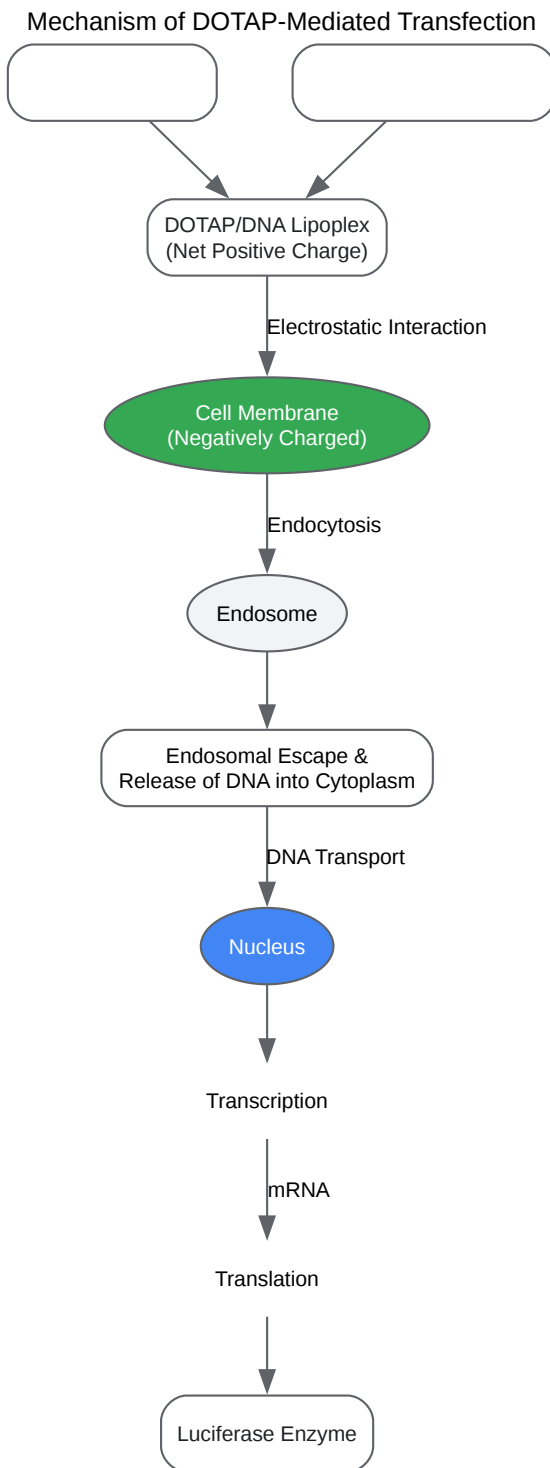 Mechanism of DOTAP-Mediated Transfection
DOTAP/DNA Lipoplex
(Net Positive Charge)
Electrostatic Interaction
Cell Membrane
(Negatively Charged)
Endocytosis
Endosome
Endosomal Escape &
Release of DNA into Cytoplasm
DNA Transport
Nucleus
Transcription
mRNA
Translation
Luciferase Enzyme